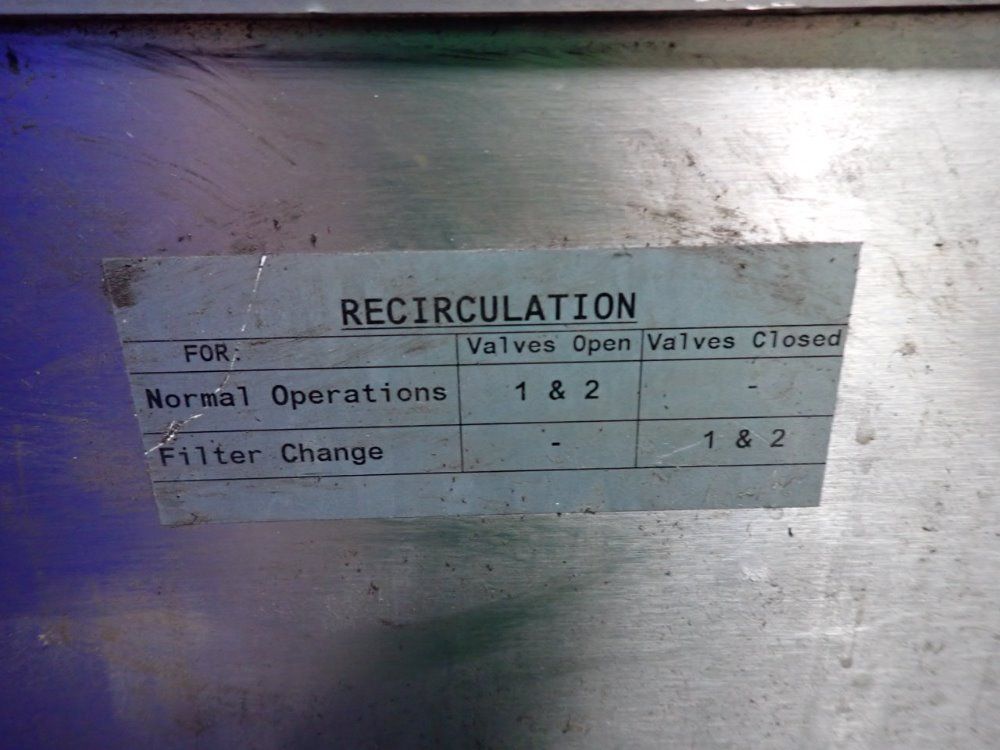 RECIRCULATION
FOR: Valves Open Valves Closed
Normal Operations 1 & 2 -
Filter Change - 1 & 2